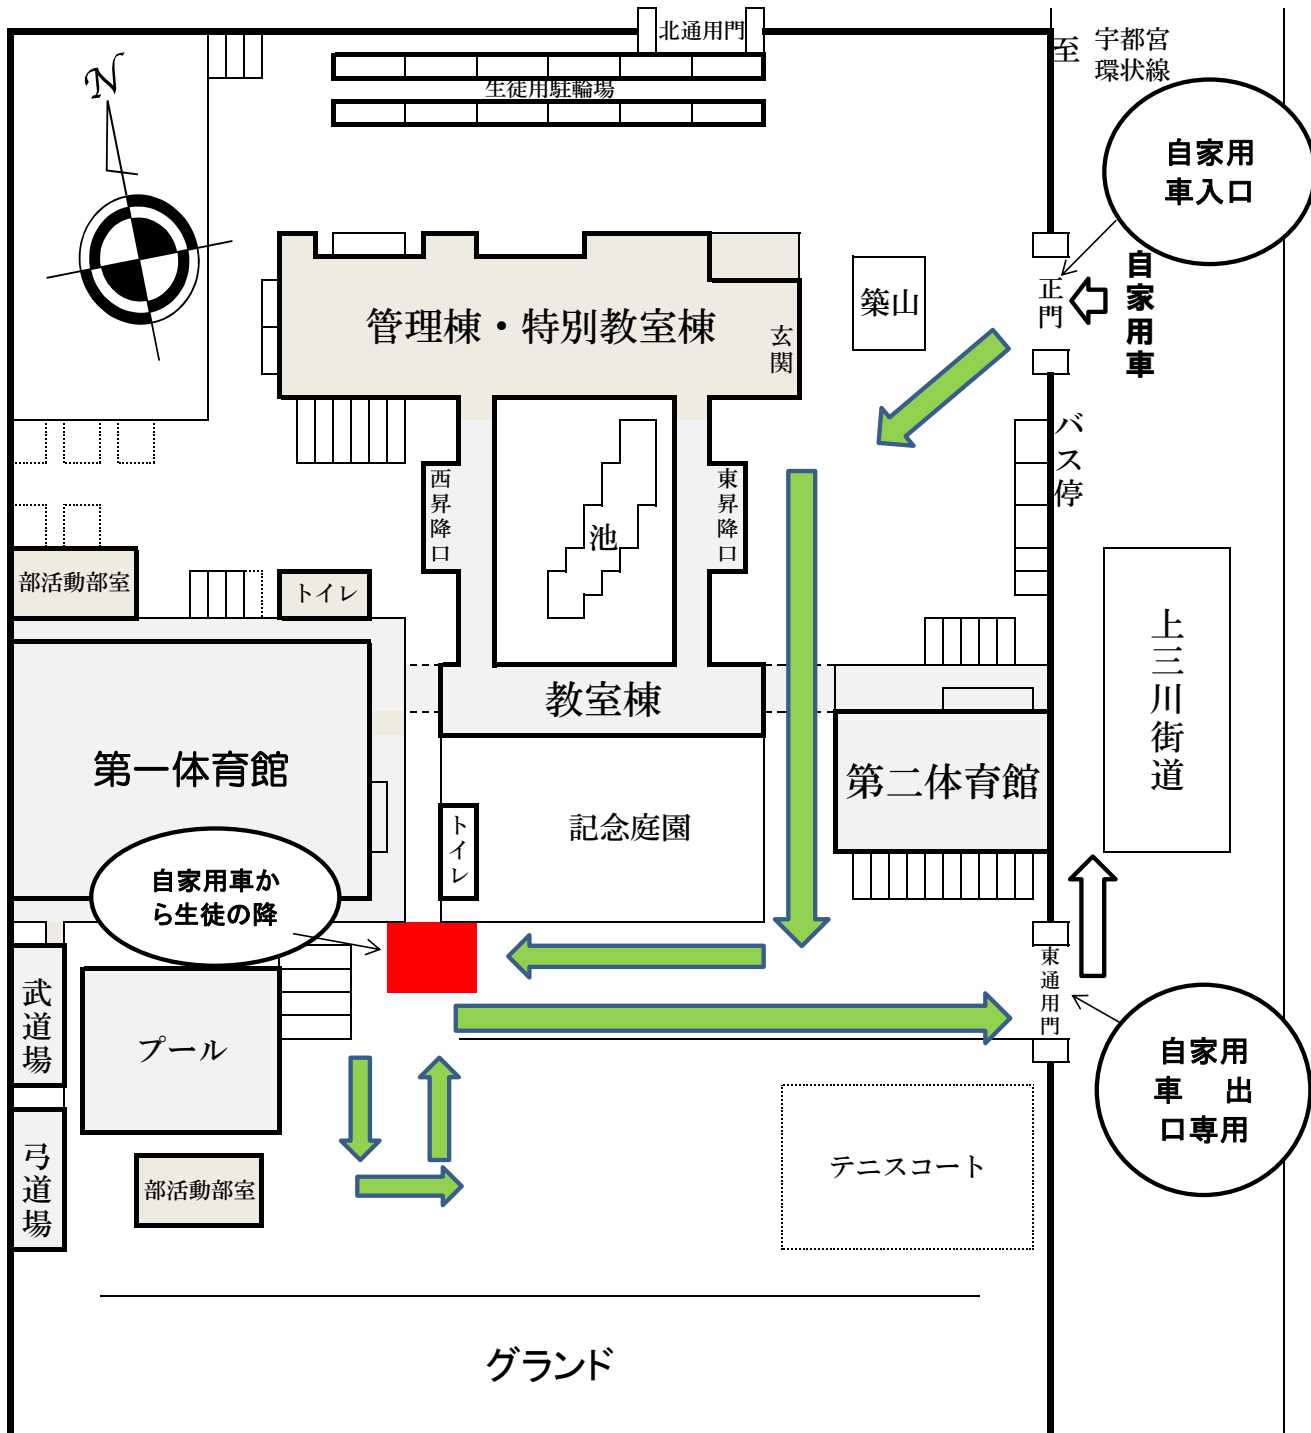 北通用門
至 宇都宮
環状線
N
生徒用駐輪場
自家用
車入口
正門
自家用車
管理棟・特別教室棟
玄関
築山
バス停
西昇降口
東昇降口
池
部活動部室
トイレ
上三川街道
教室棟
第一体育館
第二体育館
記念庭園
トイレ
自家用車か
ら生徒の降
東通用門
武道場
プール
自家用
車 出
口専用
弓道場
部活動部室
テニスコート
グランド